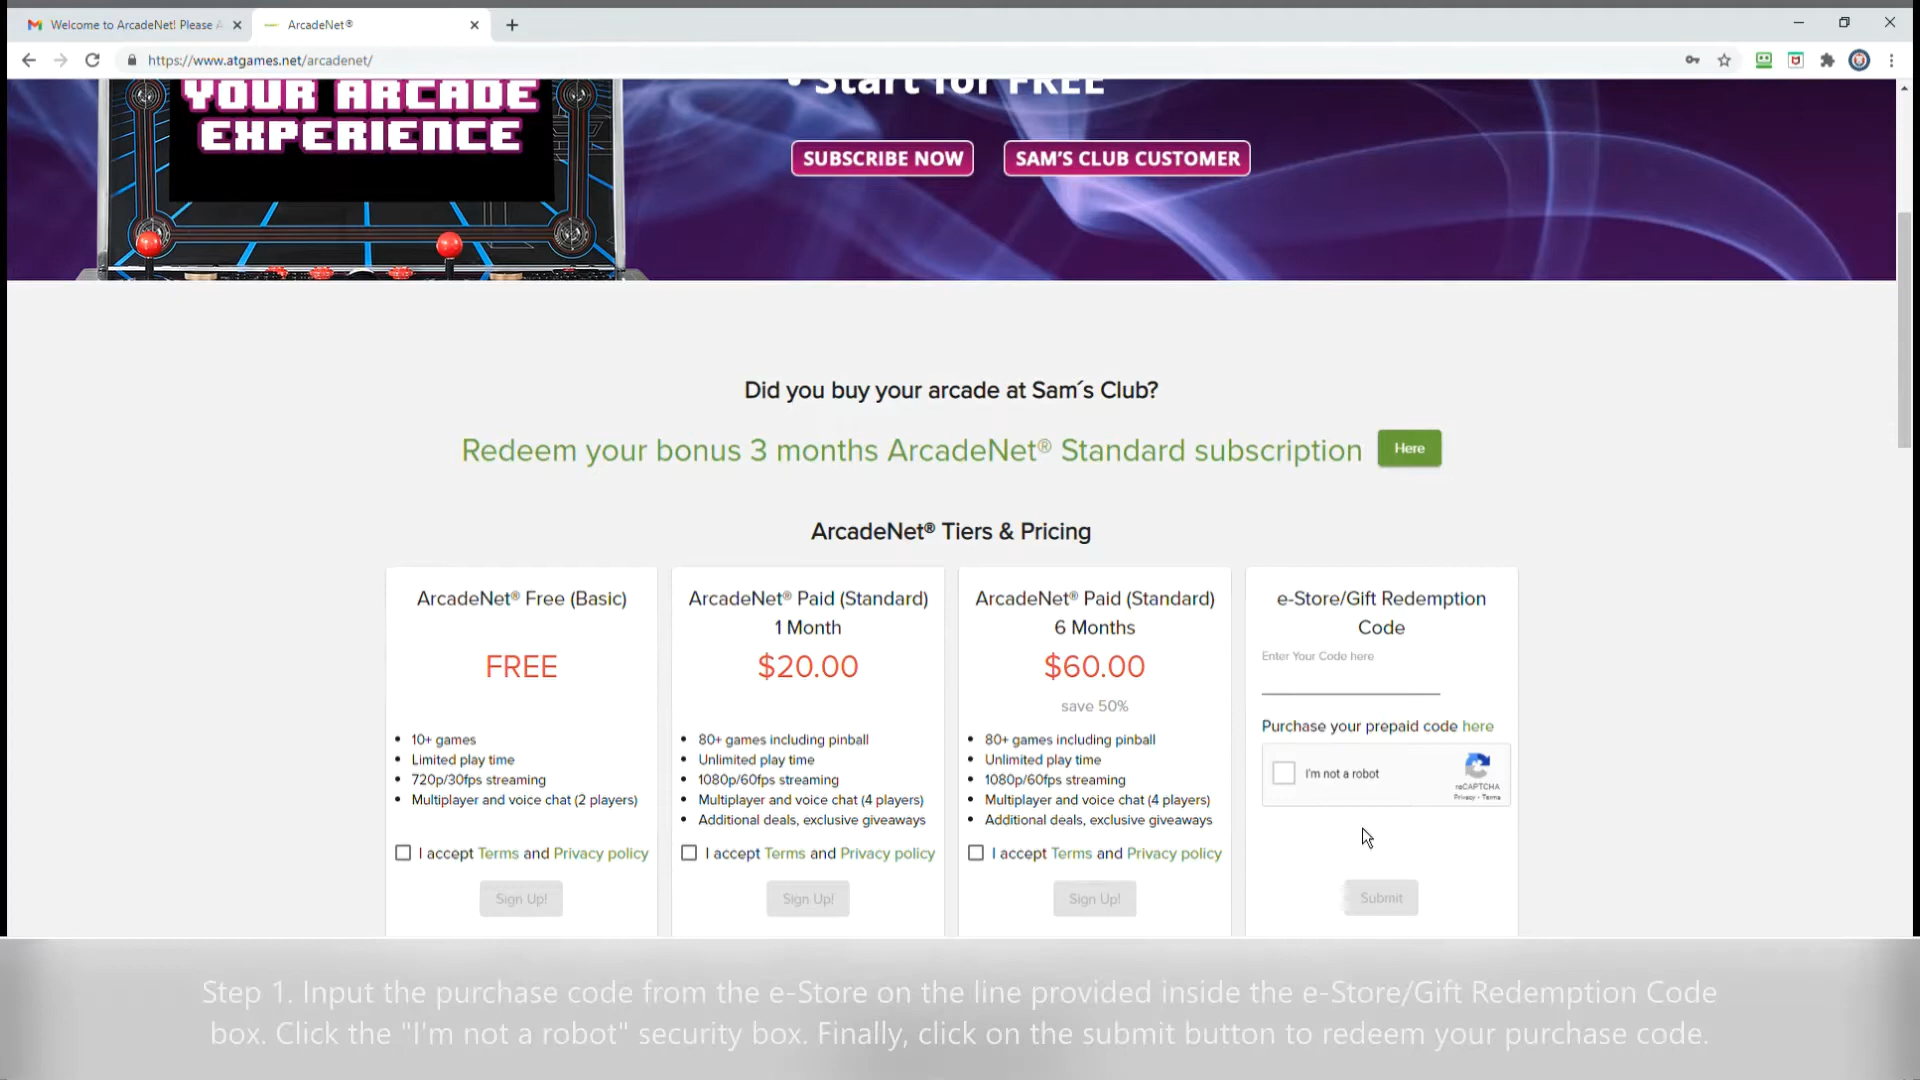 Welcome to ArcadeNet! Please A
ArcadeNet®
https://www.atgames.net/arcadenet/
YOUR ARCADE
EXPERIENCE
• Start for FREE
SUBSCRIBE NOW
SAM'S CLUB CUSTOMER
Did you buy your arcade at Sam´s Club?
Redeem your bonus 3 months ArcadeNet® Standard subscription
Here
ArcadeNet® Tiers & Pricing
ArcadeNet® Free (Basic)
FREE
• 10+ games
• Limited play time
• 720p/30fps streaming
• Multiplayer and voice chat (2 players)
I accept Terms and Privacy policy
Sign Up!
ArcadeNet® Paid (Standard)
1 Month
$20.00
• 80+ games including pinball
• Unlimited play time
• 1080p/60fps streaming
• Multiplayer and voice chat (4 players)
• Additional deals, exclusive giveaways
I accept Terms and Privacy policy
Sign Up!
ArcadeNet® Paid (Standard)
6 Months
$60.00
save 50%
• 80+ games including pinball
• Unlimited play time
• 1080p/60fps streaming
• Multiplayer and voice chat (4 players)
• Additional deals, exclusive giveaways
I accept Terms and Privacy policy
Sign Up!
e-Store/Gift Redemption
Code
Enter Your Code here
Purchase your prepaid code here
I'm not a robot
reCAPTCHA
Privacy - Terms
Submit
Step 1. Input the purchase code from the e-Store on the line provided inside the e-Store/Gift Redemption Code
box. Click the "I'm not a robot" security box. Finally, click on the submit button to redeem your purchase code.